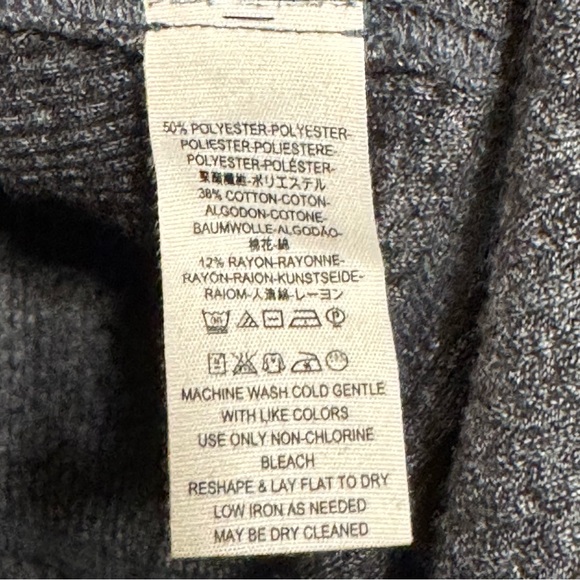 50% POLYESTER-POLYESTER-
POLIESTER-POLIESTERE-
POLYESTER-POLÉSTER-
聚酯纖維-ポリエステル
38% COTTON-COTON-
ALGODON-COTONE-
BAUMWOLLE-ALGODÃO-
棉花-綿
12% RAYON-RAYONNE-
RAYON-RAION-KUNSTSEIDE-
RAIOM-人造綿-レーヨン
MACHINE WASH COLD GENTLE
WITH LIKE COLORS
USE ONLY NON-CHLORINE
BLEACH
RESHAPE & LAY FLAT TO DRY
LOW IRON AS NEEDED
MAY BE DRY CLEANED